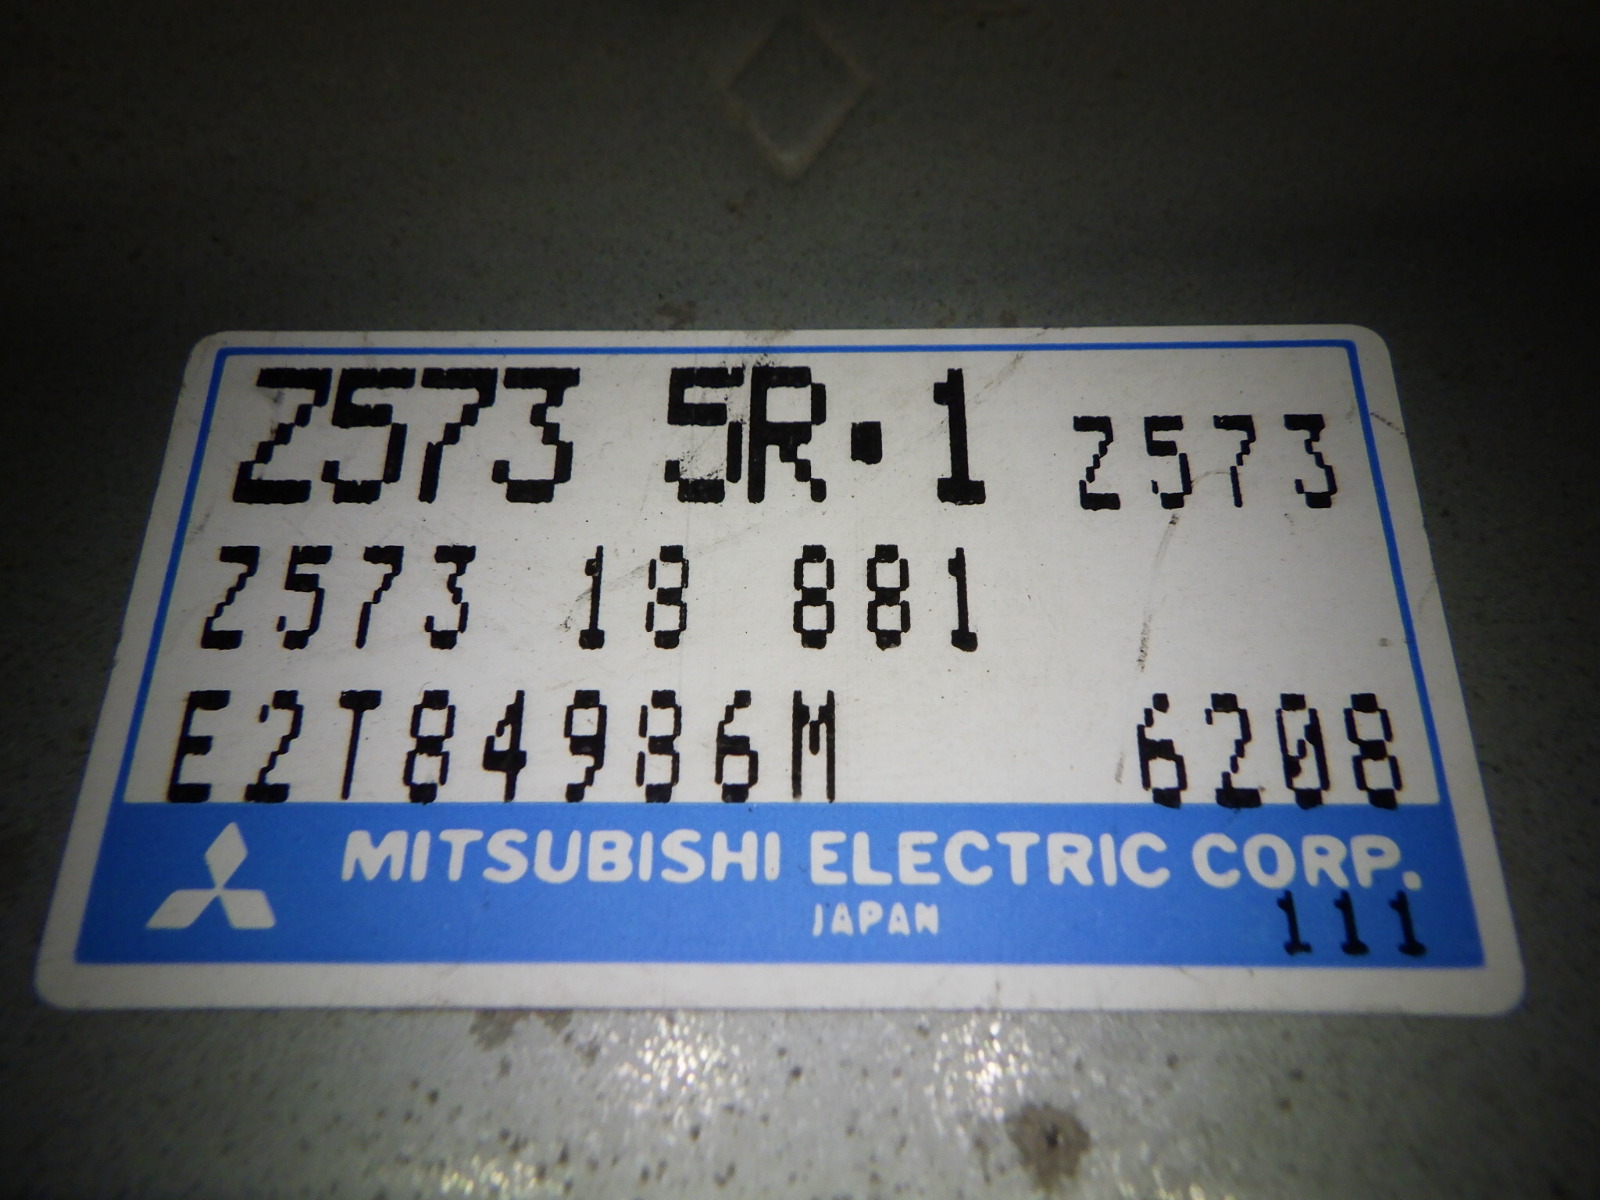 Z573 5R·1 Z573
Z573 18 881
E2T84986M 6208
MITSUBISHI ELECTRIC CORP.
JAPAN
111